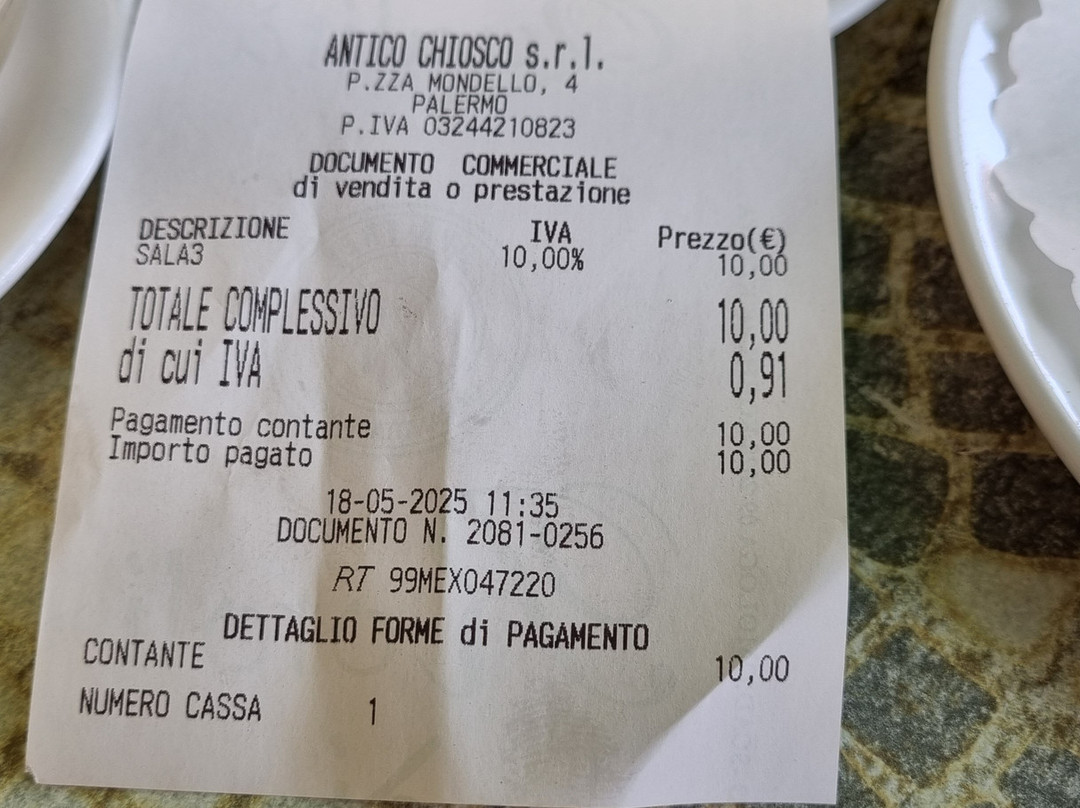 ANTICO CHIOSCO s.r.l.
P.ZZA MONDELLO, 4
PALERMO
P.IVA 03244210823
DOCUMENTO COMMERCIALE
di vendita o prestazione
DESCRIZIONE IVA Prezzo(€)
SALA3 10,00% 10,00
TOTALE COMPLESSIVO 10,00
di cui IVA 0,91
Pagamento contante 10,00
Importo pagato 10,00
18-05-2025 11:35
DOCUMENTO N. 2081-0256
RT 99MEX047220
DETTAGLIO FORME di PAGAMENTO
CONTANTE 10,00
NUMERO CASSA 1